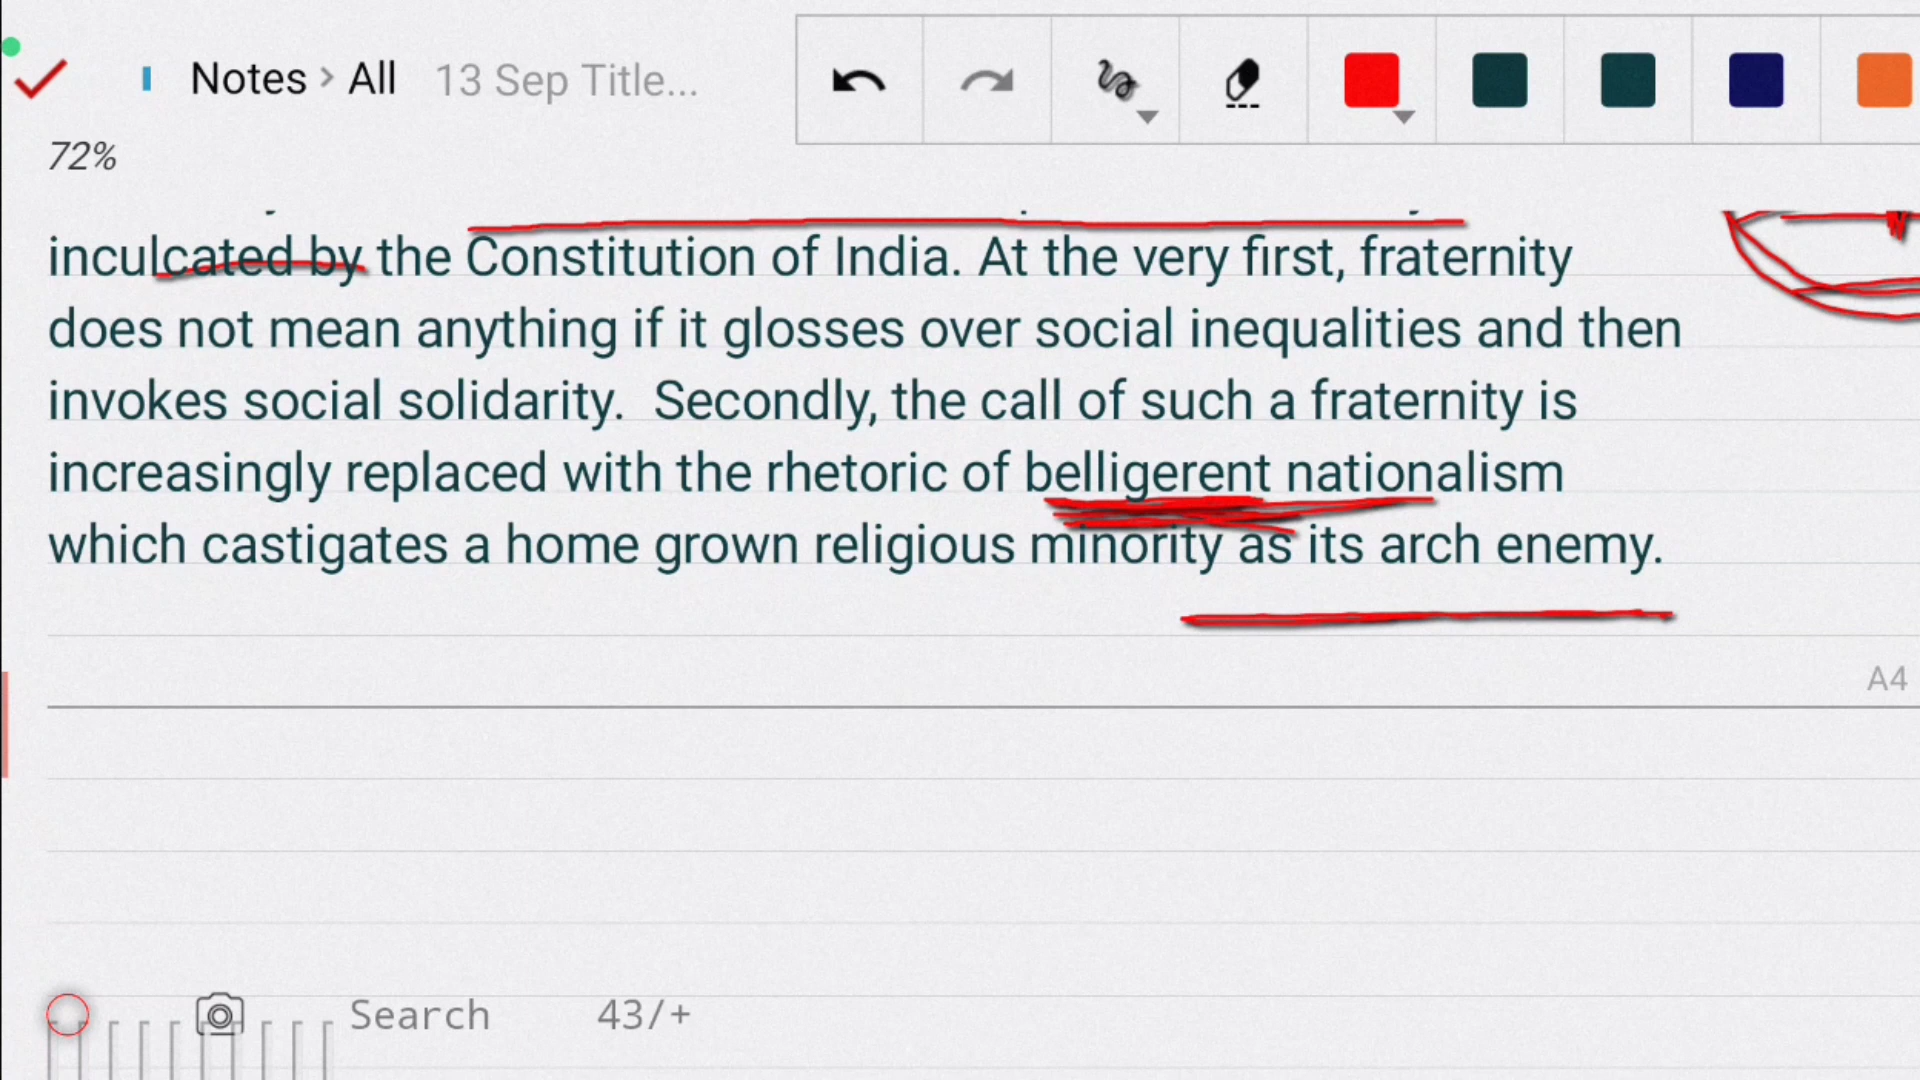 Notes > All 13 Sep Title...
72%
inculcated by the Constitution of India. At the very first, fraternity
does not mean anything if it glosses over social inequalities and then
invokes social solidarity.  Secondly, the call of such a fraternity is
increasingly replaced with the rhetoric of belligerent nationalism
which castigates a home grown religious minority as its arch enemy.
A4
Search 43/+